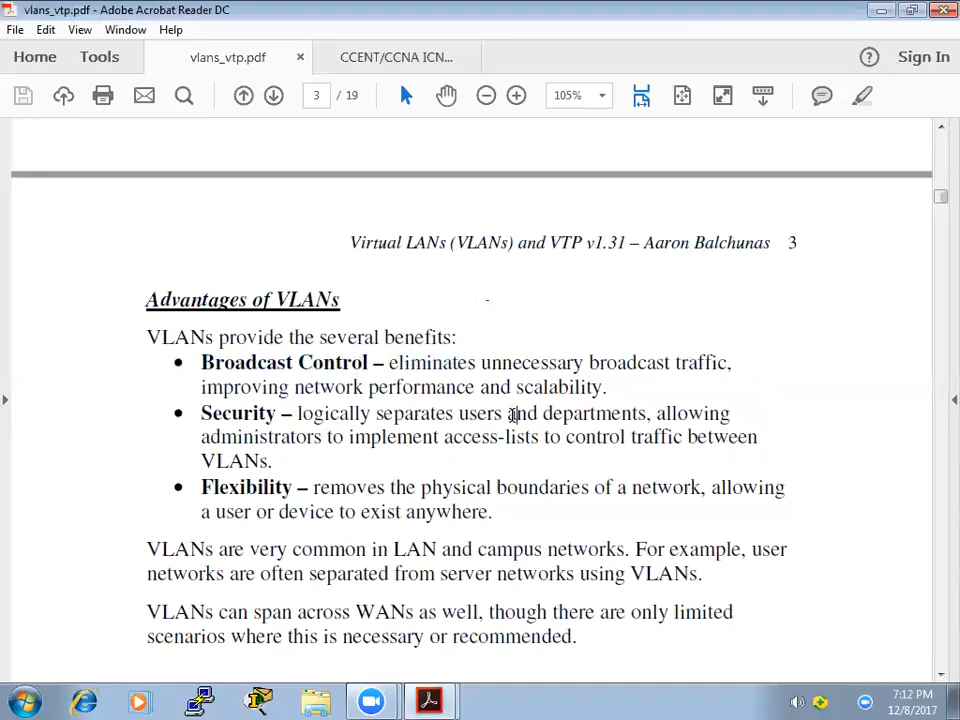 vlans_vtp.pdf - Adobe Acrobat Reader DC
File Edit View Window Help
Home Tools vlans_vtp.pdf × CCENT/CCNA ICN... ? Sign In
3 / 19 105%
Virtual LANs (VLANs) and VTP v1.31 – Aaron Balchunas 3
Advantages of VLANs
VLANs provide the several benefits:
• Broadcast Control – eliminates unnecessary broadcast traffic,
improving network performance and scalability.
• Security – logically separates users and departments, allowing
administrators to implement access-lists to control traffic between
VLANs.
• Flexibility – removes the physical boundaries of a network, allowing
a user or device to exist anywhere.
VLANs are very common in LAN and campus networks. For example, user
networks are often separated from server networks using VLANs.
VLANs can span across WANs as well, though there are only limited
scenarios where this is necessary or recommended.
7:12 PM
12/8/2017